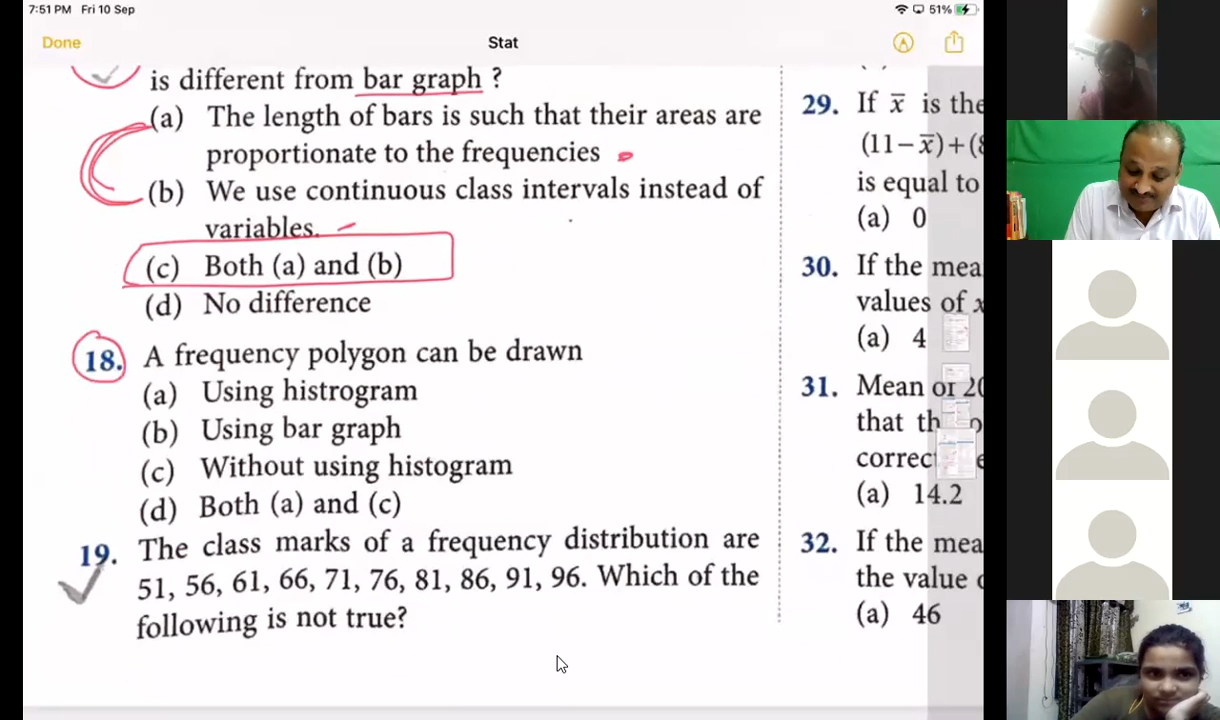 7:51 PM Fri 10 Sep
51%
Done
Stat
is different from bar graph ?
(a) The length of bars is such that their areas are
proportionate to the frequencies
(b) We use continuous class intervals instead of
variables.
(c) Both (a) and (b)
(d) No difference
18. A frequency polygon can be drawn
(a) Using histrogram
(b) Using bar graph
(c) Without using histogram
(d) Both (a) and (c)
19. The class marks of a frequency distribution are
51, 56, 61, 66, 71, 76, 81, 86, 91, 96. Which of the
following is not true?
29. If x̅ is the
(11−x̅)+(8
is equal to
(a) 0
30. If the mea
values of x
(a) 4
31. Mean of 20
that th
correc
(a) 14.2
32. If the mea
the value o
(a) 46